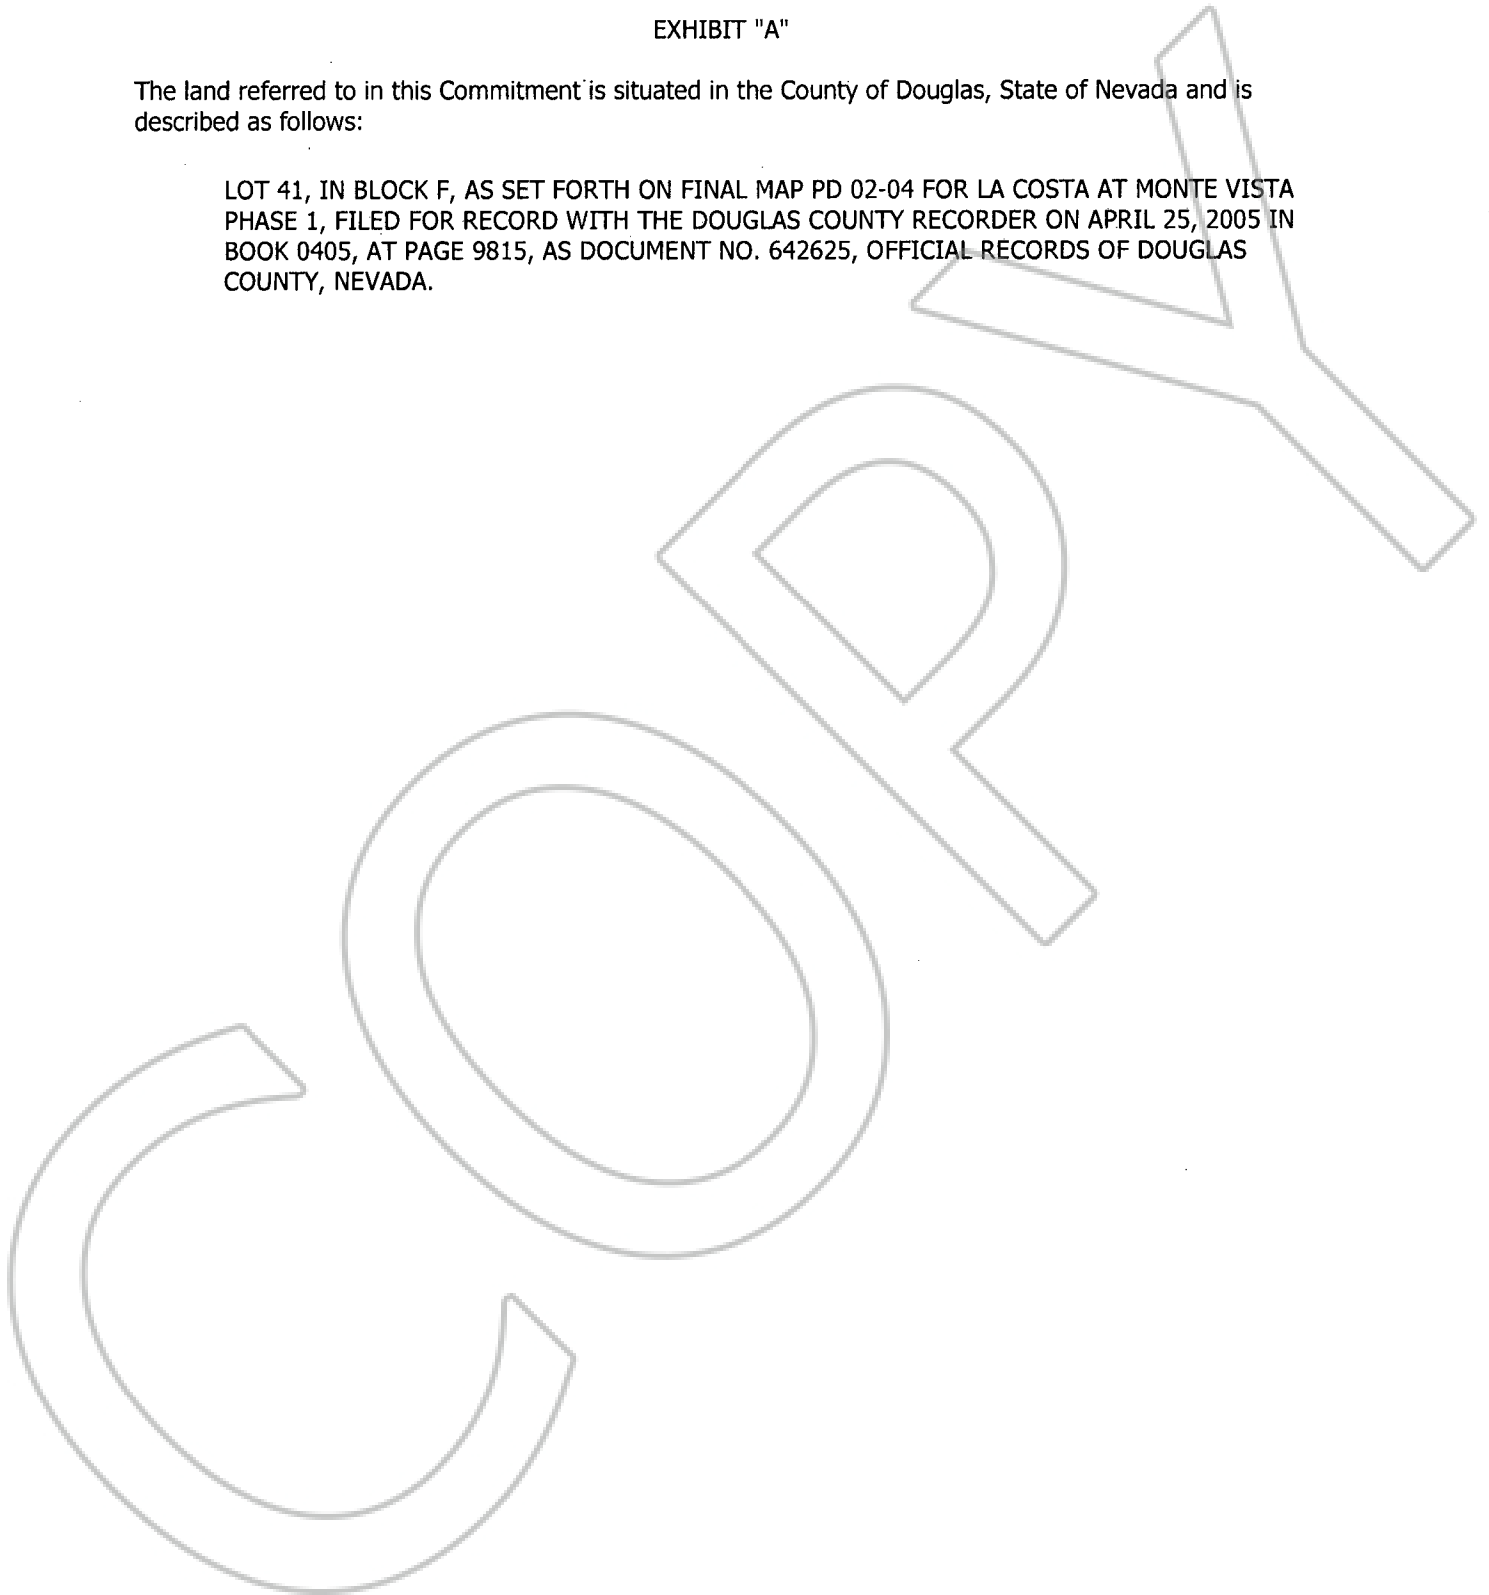 EXHIBIT "A"
The land referred to in this Commitment is situated in the County of Douglas, State of Nevada and is
described as follows:
LOT 41, IN BLOCK F, AS SET FORTH ON FINAL MAP PD 02-04 FOR LA COSTA AT MONTE VISTA
PHASE 1, FILED FOR RECORD WITH THE DOUGLAS COUNTY RECORDER ON APRIL 25, 2005 IN
BOOK 0405, AT PAGE 9815, AS DOCUMENT NO. 642625, OFFICIAL RECORDS OF DOUGLAS
COUNTY, NEVADA.
COPY